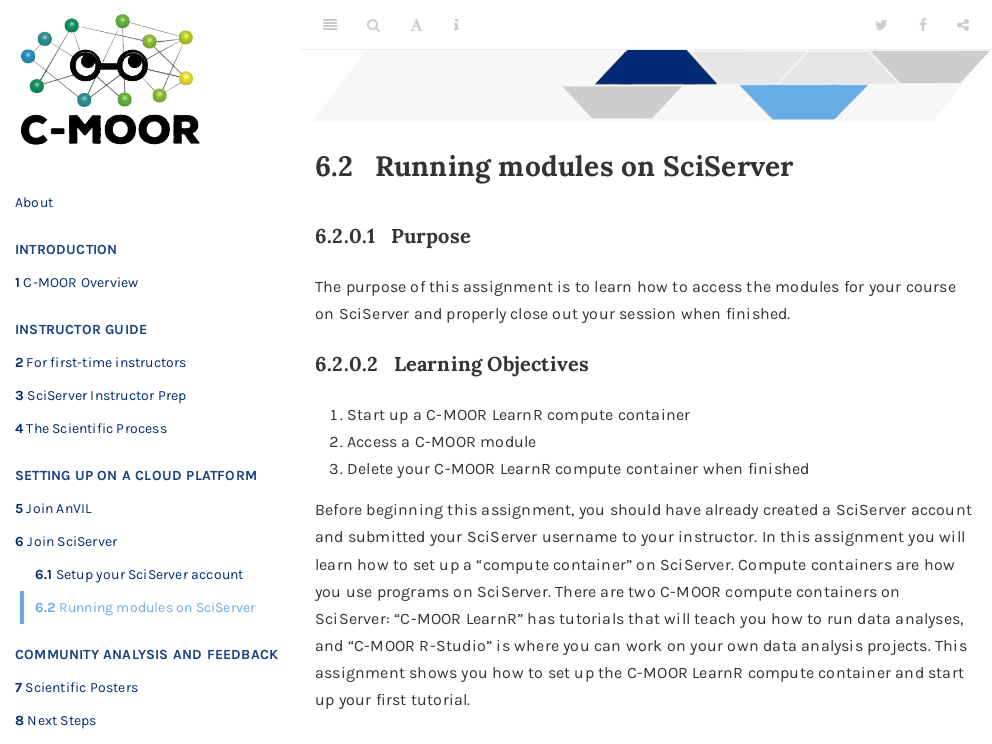 C-MOOR
About
INTRODUCTION
1 C-MOOR Overview
INSTRUCTOR GUIDE
2 For first-time instructors
3 SciServer Instructor Prep
4 The Scientific Process
SETTING UP ON A CLOUD PLATFORM
5 Join AnVIL
6 Join SciServer
6.1 Setup your SciServer account
6.2 Running modules on SciServer
COMMUNITY ANALYSIS AND FEEDBACK
7 Scientific Posters
8 Next Steps
A
6.2 Running modules on SciServer
6.2.0.1 Purpose
The purpose of this assignment is to learn how to access the modules for your course
on SciServer and properly close out your session when finished.
6.2.0.2 Learning Objectives
1. Start up a C-MOOR LearnR compute container
2. Access a C-MOOR module
3. Delete your C-MOOR LearnR compute container when finished
Before beginning this assignment, you should have already created a SciServer account
and submitted your SciServer username to your instructor. In this assignment you will
learn how to set up a “compute container” on SciServer. Compute containers are how
you use programs on SciServer. There are two C-MOOR compute containers on
SciServer: “C-MOOR LearnR” has tutorials that will teach you how to run data analyses,
and “C-MOOR R-Studio” is where you can work on your own data analysis projects. This
assignment shows you how to set up the C-MOOR LearnR compute container and start
up your first tutorial.